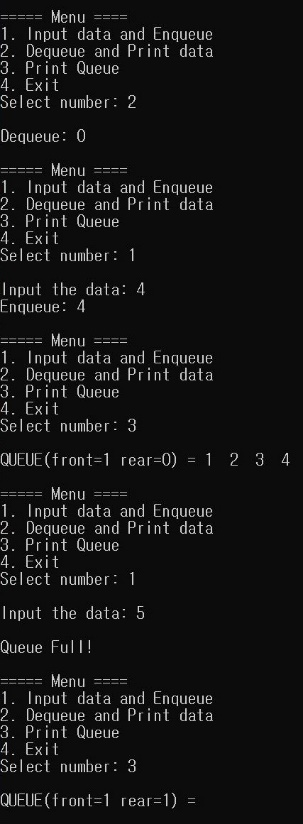 ===== Menu ====
1. Input data and Enqueue
2. Dequeue and Print data
3. Print Queue
4. Exit
Select number: 2
Dequeue: 0
===== Menu ====
1. Input data and Enqueue
2. Dequeue and Print data
3. Print Queue
4. Exit
Select number: 1
Input the data: 4
Enqueue: 4
===== Menu ====
1. Input data and Enqueue
2. Dequeue and Print data
3. Print Queue
4. Exit
Select number: 3
QUEUE(front=1 rear=0) = 1  2  3  4
===== Menu ====
1. Input data and Enqueue
2. Dequeue and Print data
3. Print Queue
4. Exit
Select number: 1
Input the data: 5
Queue Full!
===== Menu ====
1. Input data and Enqueue
2. Dequeue and Print data
3. Print Queue
4. Exit
Select number: 3
QUEUE(front=1 rear=1) =